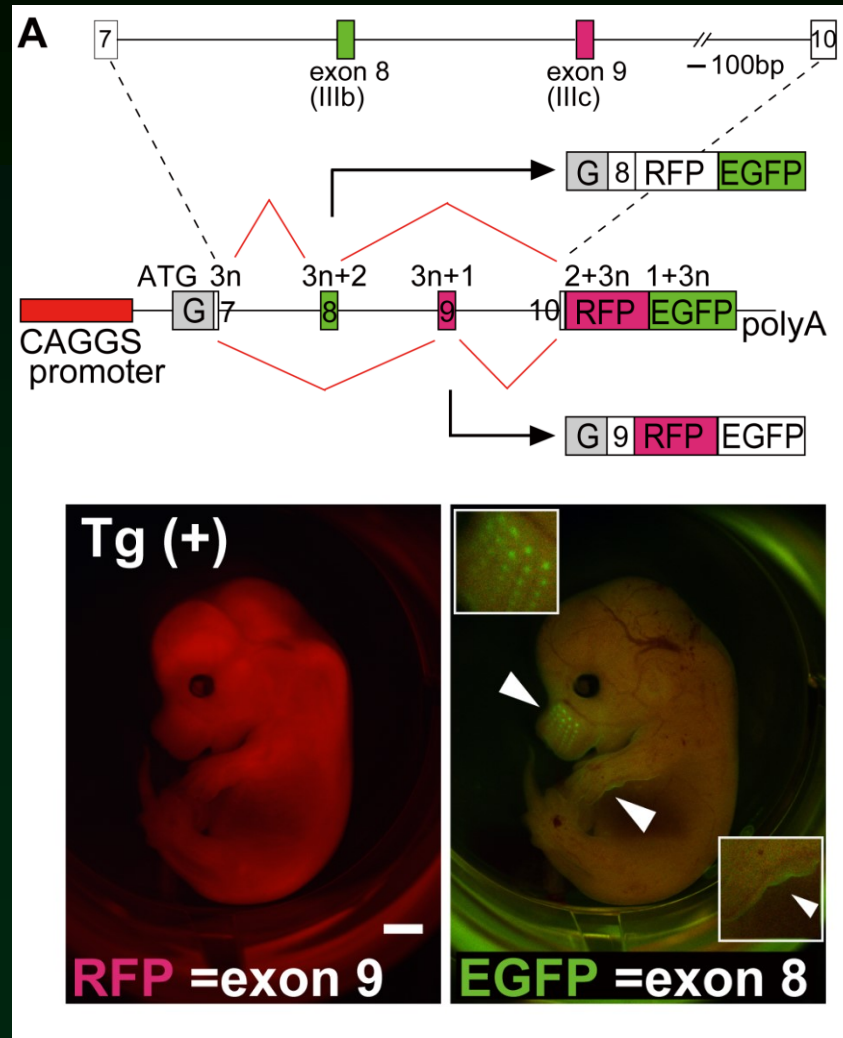 A
7
10
exon 8
(IIIb)
exon 9
(IIIc)
100bp
G 8 RFP EGFP
ATG 3n 3n+2 3n+1 2+3n 1+3n
G 7 8 9 10 RFP EGFP
polyA
CAGGS
promoter
G 9 RFP EGFP
Tg (+)
RFP =exon 9
EGFP =exon 8